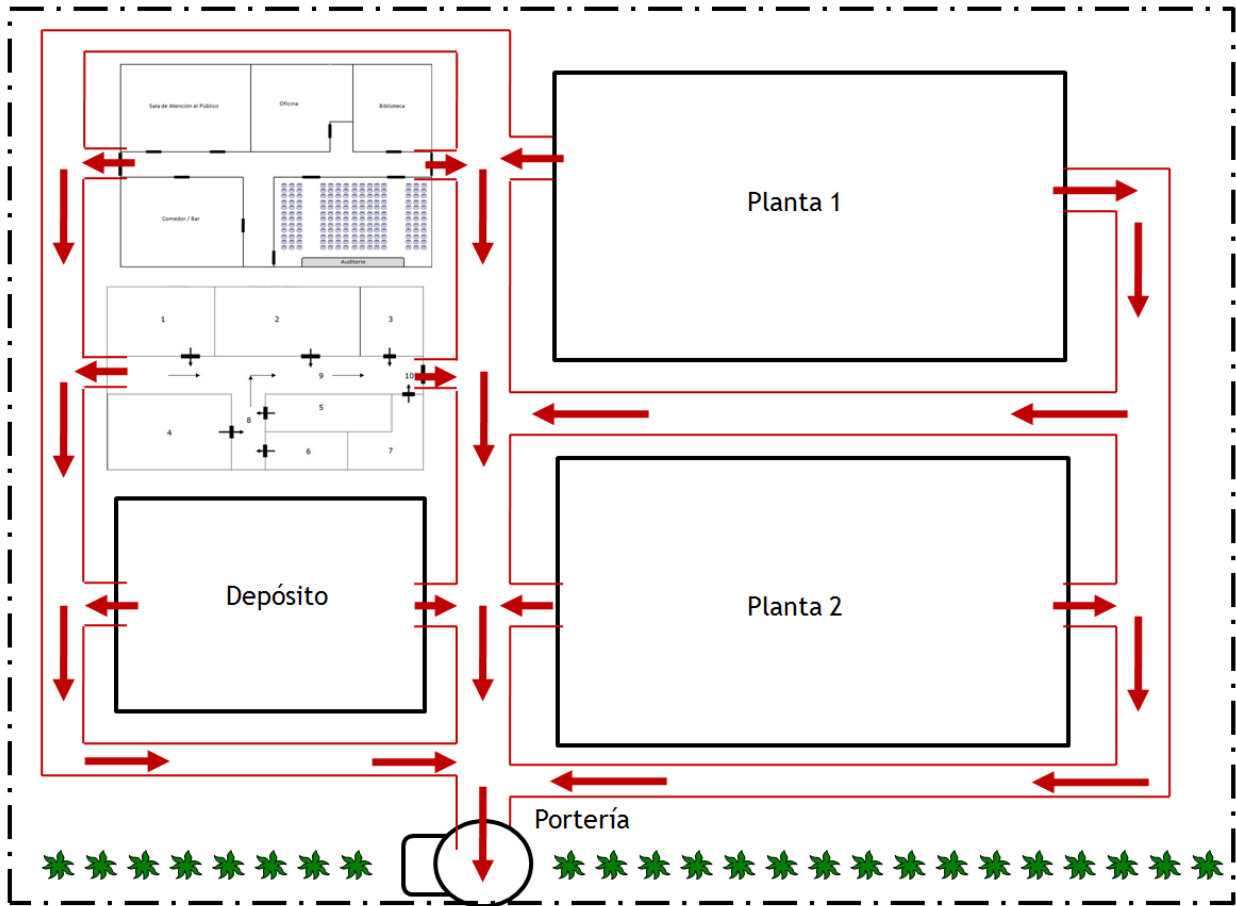 Sala de Atención al Público
Oficina
Biblioteca
Comedor / Bar
Auditorio
Planta 1
1
2
3
9
10
4
8
5
6
7
Depósito
Planta 2
Portería